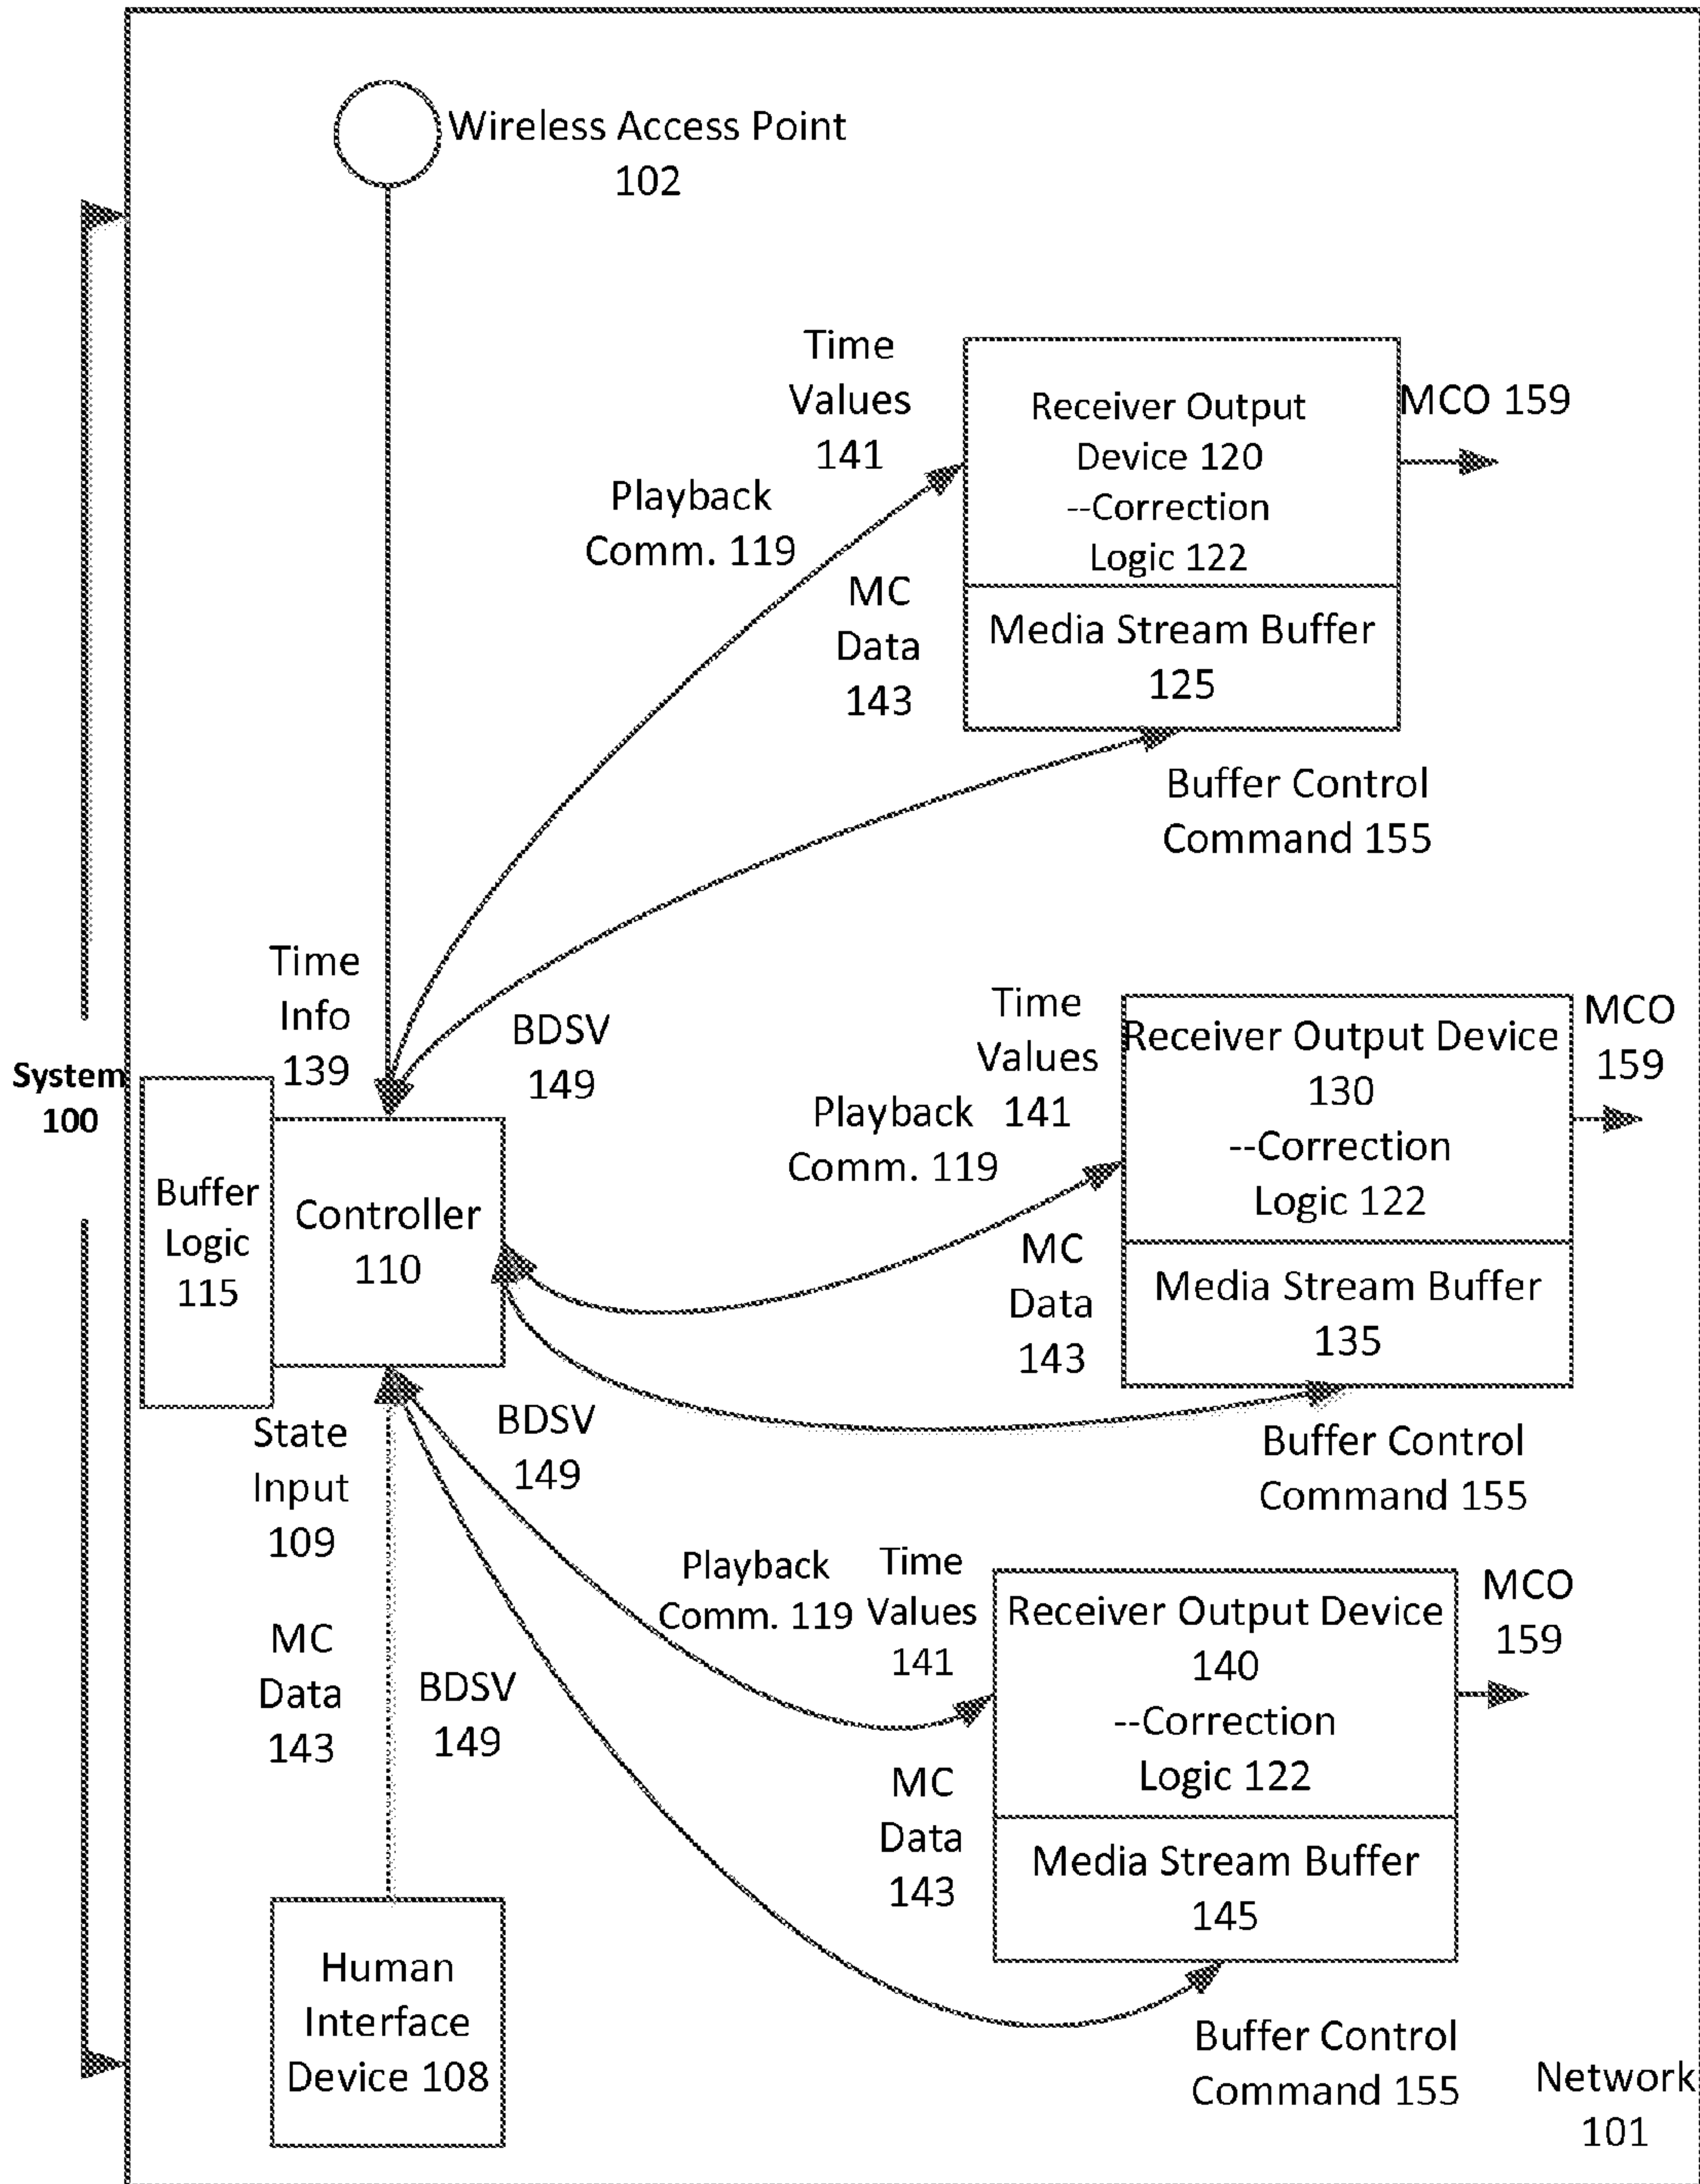 Wireless Access Point
102
Time
Values
141
Playback
Comm. 119
MC
Data
143
Receiver Output
Device 120
--Correction
Logic 122
Media Stream Buffer
125
MCO 159
Buffer Control
Command 155
Time
Info
139
BDSV
149
System
100
Buffer
Logic
115
Controller
110
Time
Values
141
Playback
Comm. 119
MC
Data
143
Receiver Output Device
130
--Correction
Logic 122
Media Stream Buffer
135
MCO
159
Buffer Control
Command 155
State
Input
109
BDSV
149
MC
Data
143
BDSV
149
Playback
Comm. 119
Time
Values
141
MC
Data
143
Receiver Output Device
140
--Correction
Logic 122
Media Stream Buffer
145
MCO
159
Buffer Control
Command 155
Human
Interface
Device 108
Network
101